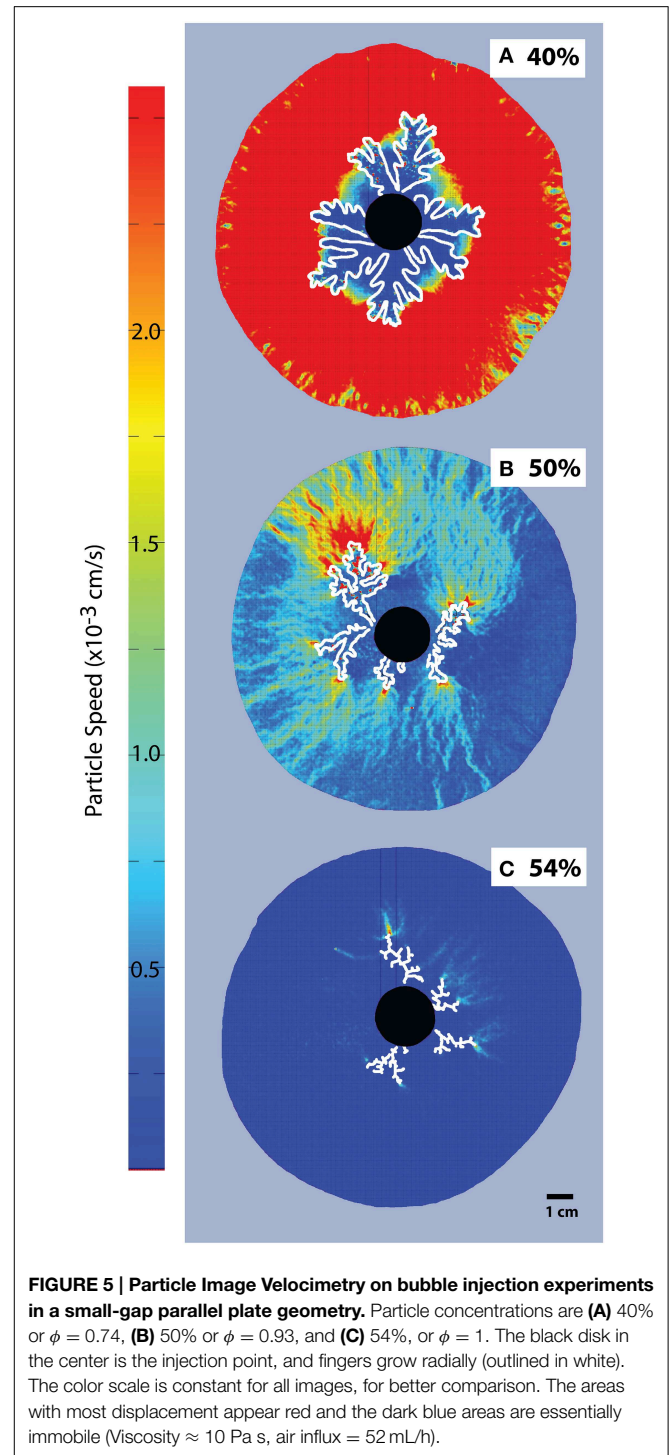 A 40%
2.0
B 50%
1.5
Particle Speed (x10⁻³ cm/s)
1.0
C 54%
0.5
1 cm
FIGURE 5 | Particle Image Velocimetry on bubble injection experiments
in a small-gap parallel plate geometry. Particle concentrations are (A) 40%
or ϕ = 0.74, (B) 50% or ϕ = 0.93, and (C) 54%, or ϕ = 1. The black disk in
the center is the injection point, and fingers grow radially (outlined in white).
The color scale is constant for all images, for better comparison. The areas
with most displacement appear red and the dark blue areas are essentially
immobile (Viscosity ≈ 10 Pa s, air influx = 52 mL/h).